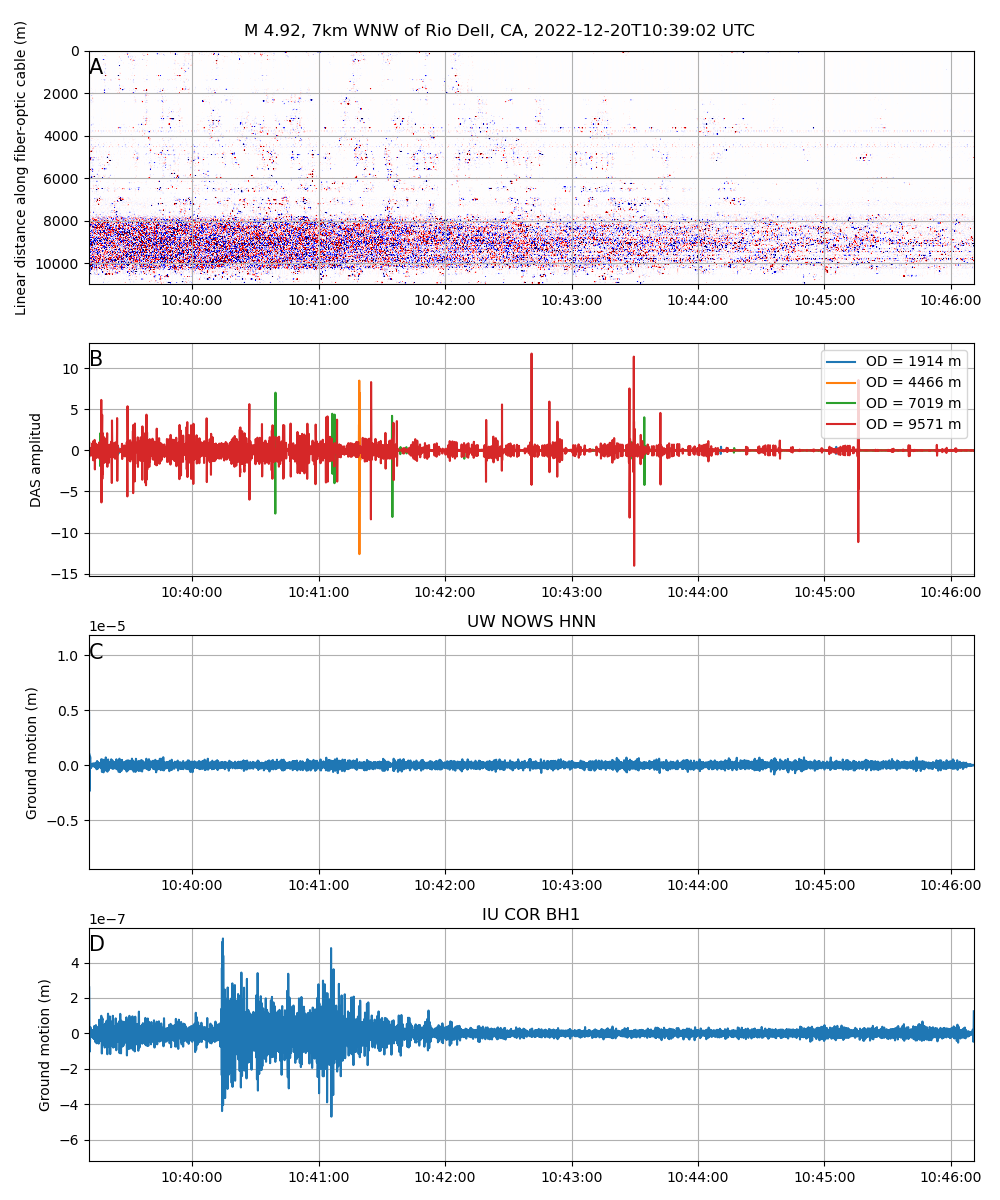 M 4.92, 7km WNW of Rio Dell, CA, 2022-12-20T10:39:02 UTC
A
Linear distance along fiber-optic cable (m)
0
2000
4000
6000
8000
10000
10:40:00 10:41:00 10:42:00 10:43:00 10:44:00 10:45:00 10:46:00
B
DAS amplitud
10
5
0
−5
−10
−15
OD = 1914 m
OD = 4466 m
OD = 7019 m
OD = 9571 m
10:40:00 10:41:00 10:42:00 10:43:00 10:44:00 10:45:00 10:46:00
UW NOWS HNN
1e−5
C
Ground motion (m)
1.0
0.5
0.0
−0.5
10:40:00 10:41:00 10:42:00 10:43:00 10:44:00 10:45:00 10:46:00
IU COR BH1
1e−7
D
Ground motion (m)
4
2
0
−2
−4
−6
10:40:00 10:41:00 10:42:00 10:43:00 10:44:00 10:45:00 10:46:00